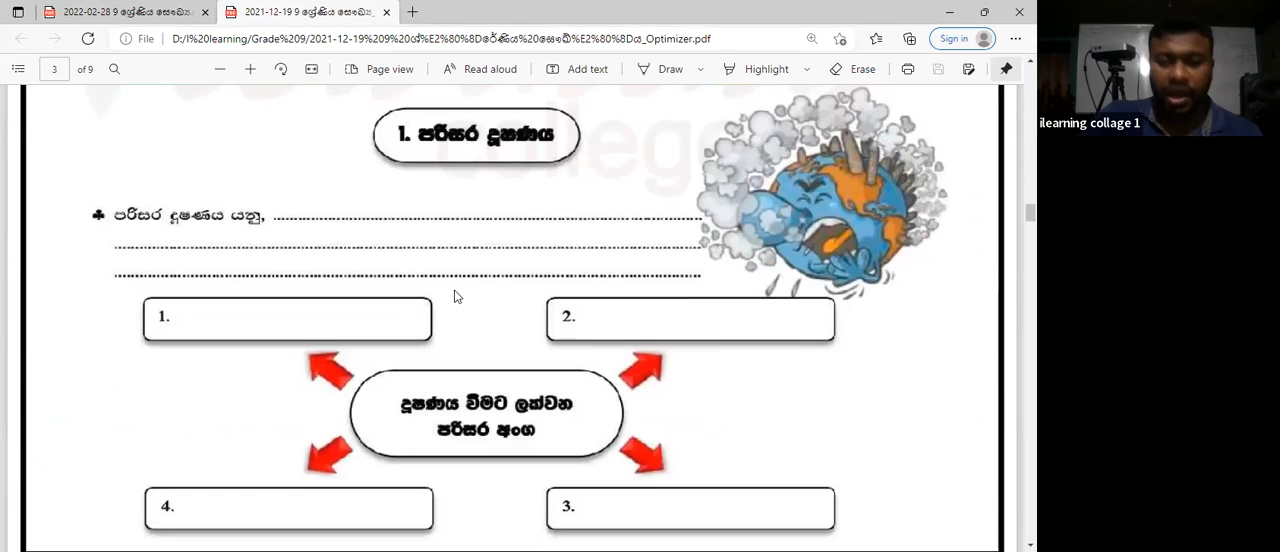 2022-02-28 9 ශ්‍රේණිය සෞඛ්‍ය
2021-12-19 9 ශ්‍රේණිය සෞඛ්‍ය_
File
D:/I%20learning/Grade%209/2021-12-19%209%20ශ්%E2%80%8Dරේණිය%20සෞඛ්%E2%80%8Dය_Optimizer.pdf
Sign in
3 of 9
Page view
Read aloud
Add text
Draw
Highlight
Erase
ilearning collage 1
college
1. පරිසර දූෂණය
♣ පරිසර දූෂණය යනු,
1.
2.
දූෂණය වීමට ලක්වන
පරිසර අංග
4.
3.